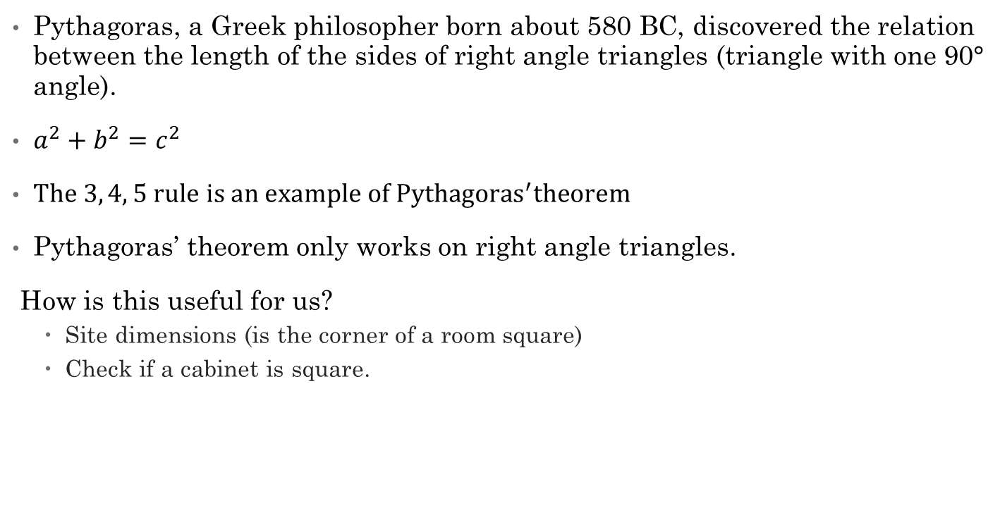 • Pythagoras, a Greek philosopher born about 580 BC, discovered the relation
between the length of the sides of right angle triangles (triangle with one 90°
angle).
• a² + b² = c²
• The 3, 4, 5 rule is an example of Pythagoras′theorem
• Pythagoras’ theorem only works on right angle triangles.
How is this useful for us?
• Site dimensions (is the corner of a room square)
• Check if a cabinet is square.